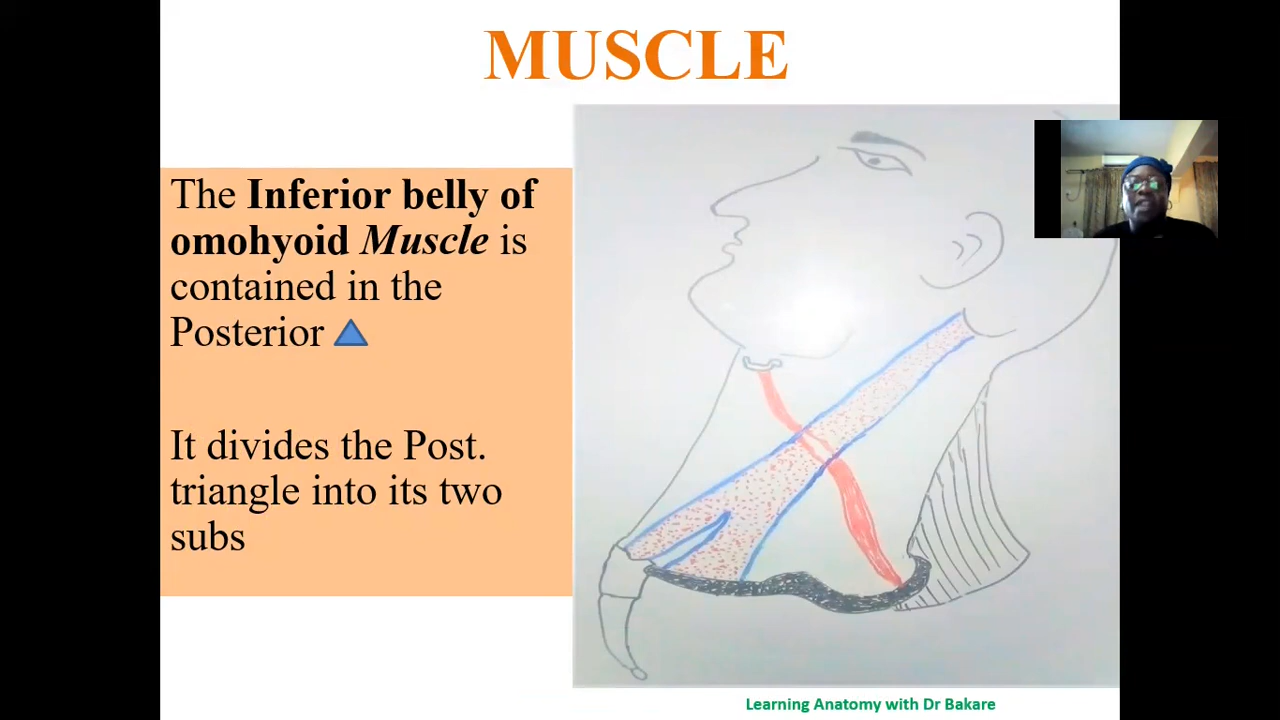 MUSCLE
The Inferior belly of
omohyoid Muscle is
contained in the
Posterior
It divides the Post.
triangle into its two
subs
Learning Anatomy with Dr Bakare